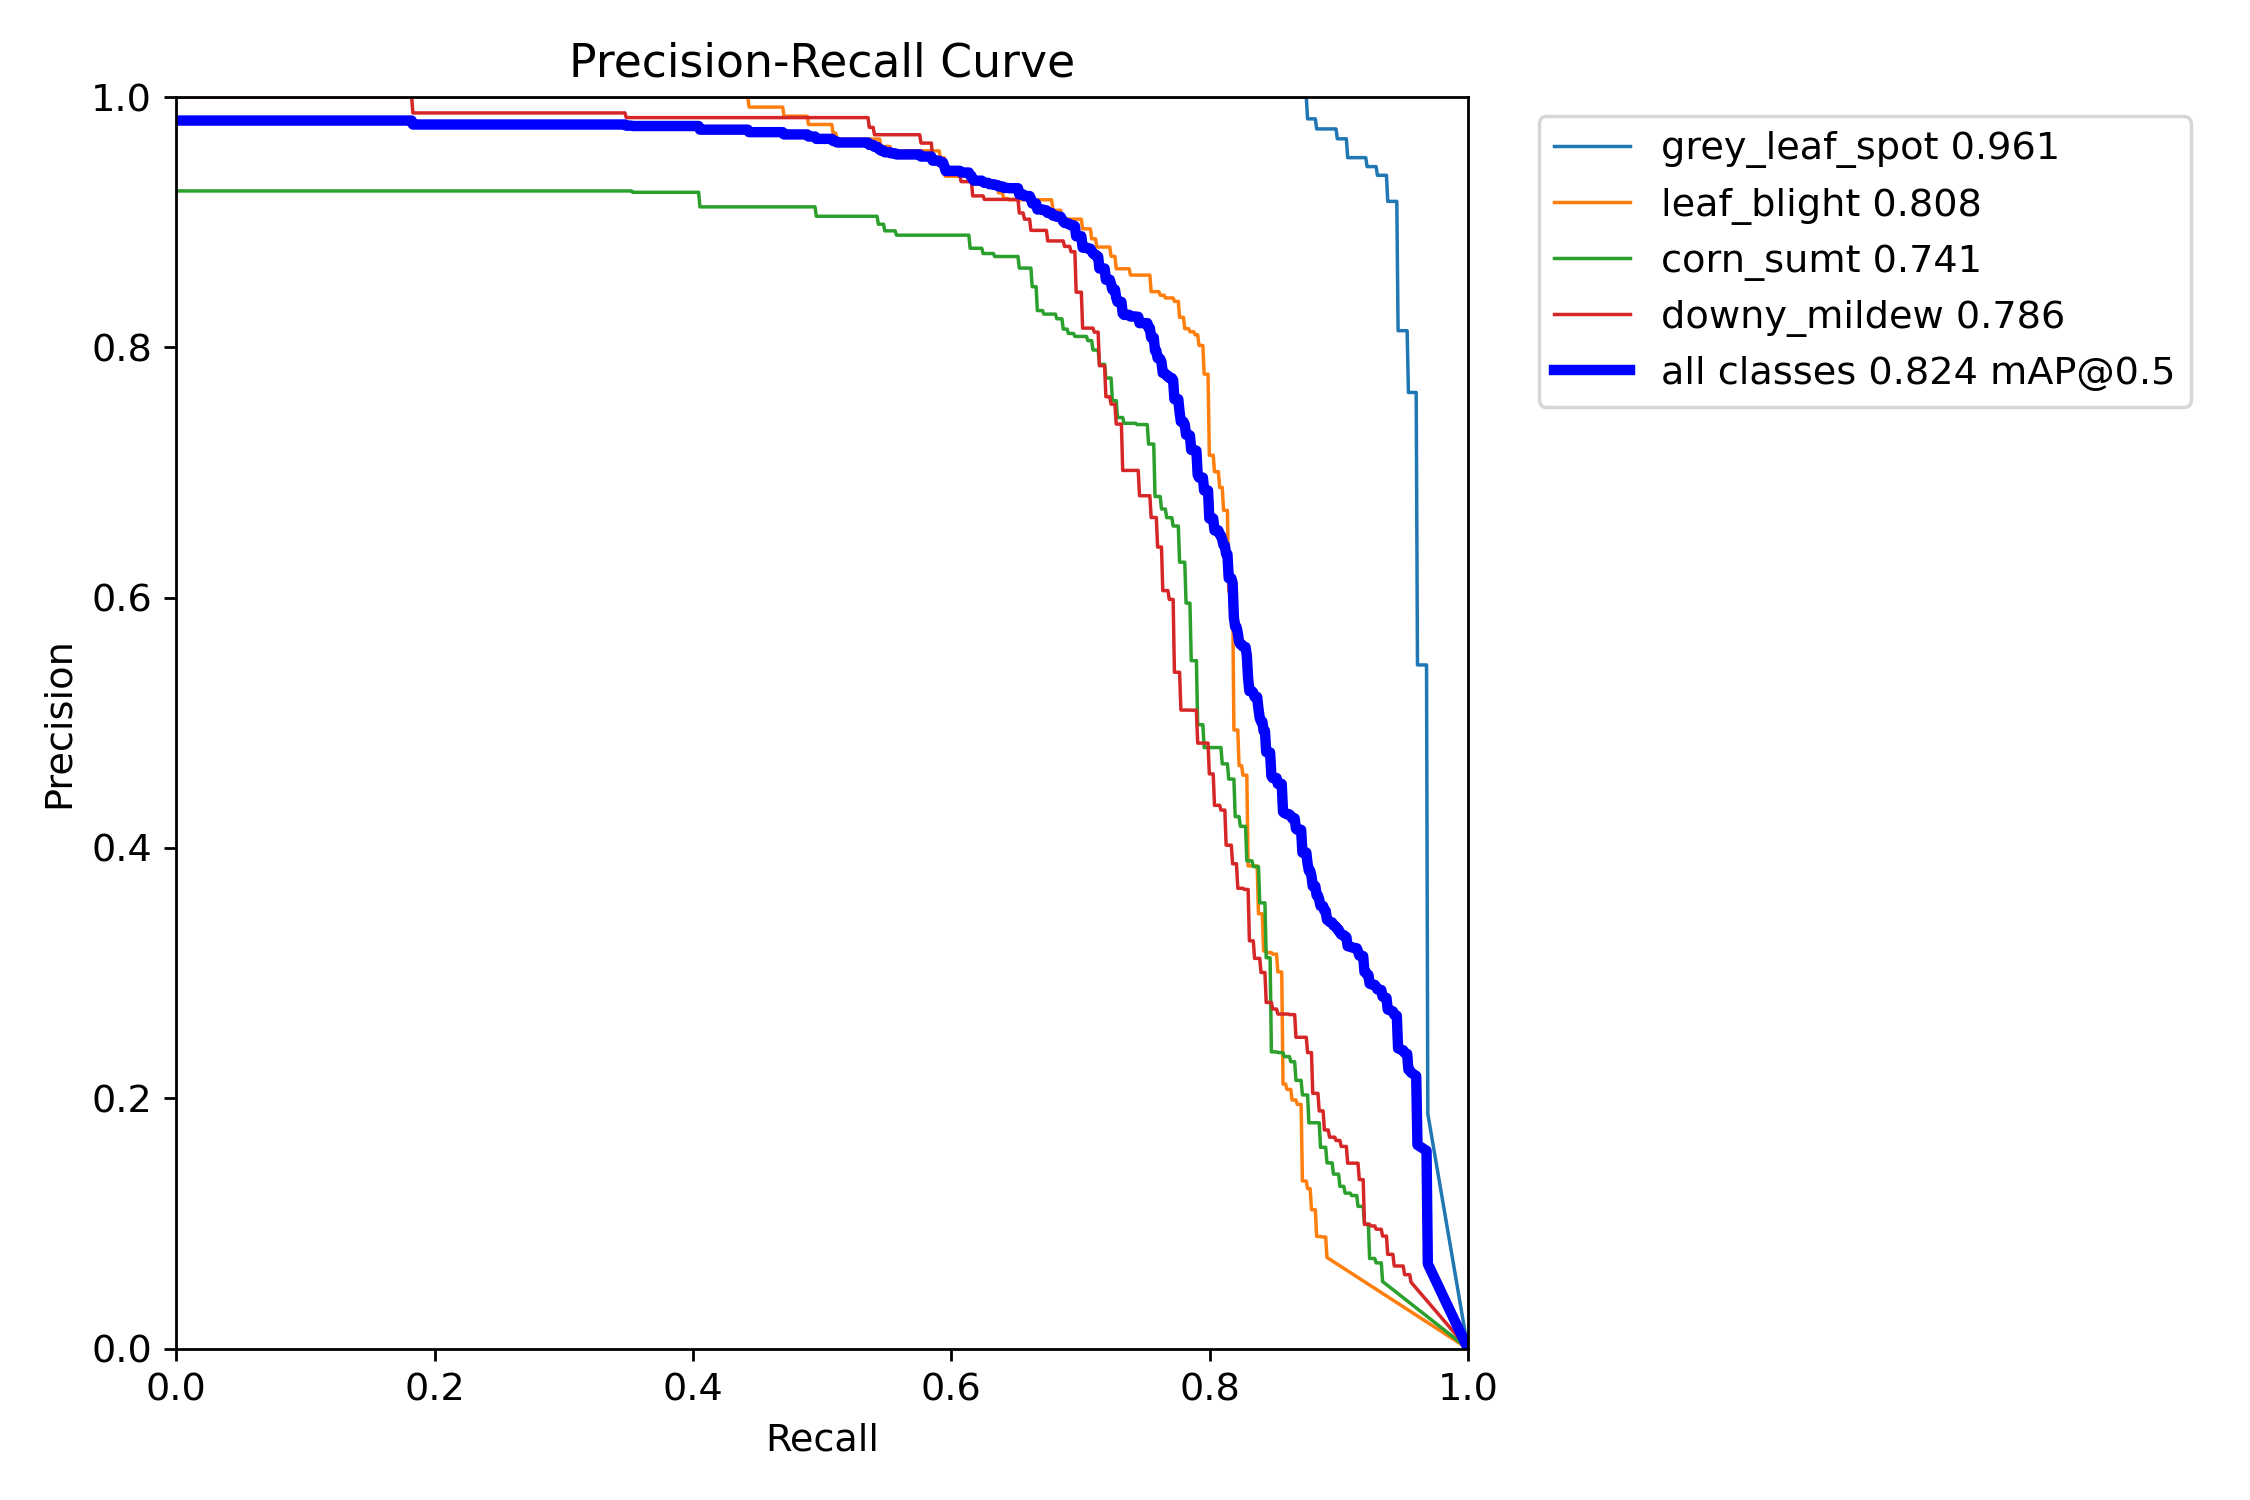 Precision-Recall Curve
1.0
0.8
0.6
0.4
0.2
0.0
Precision
0.0 0.2 0.4 0.6 0.8 1.0
Recall
grey_leaf_spot 0.961
leaf_blight 0.808
corn_sumt 0.741
downy_mildew 0.786
all classes 0.824 mAP@0.5